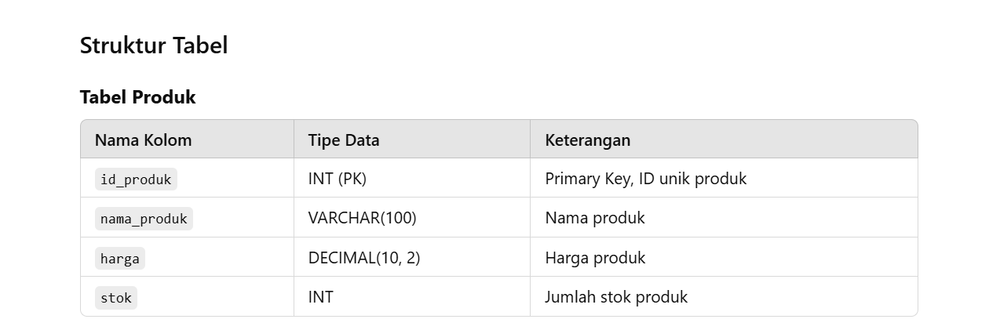 Struktur Tabel
Tabel Produk
Nama Kolom Tipe Data Keterangan
id_produk INT (PK) Primary Key, ID unik produk
nama_produk VARCHAR(100) Nama produk
harga DECIMAL(10, 2) Harga produk
stok INT Jumlah stok produk